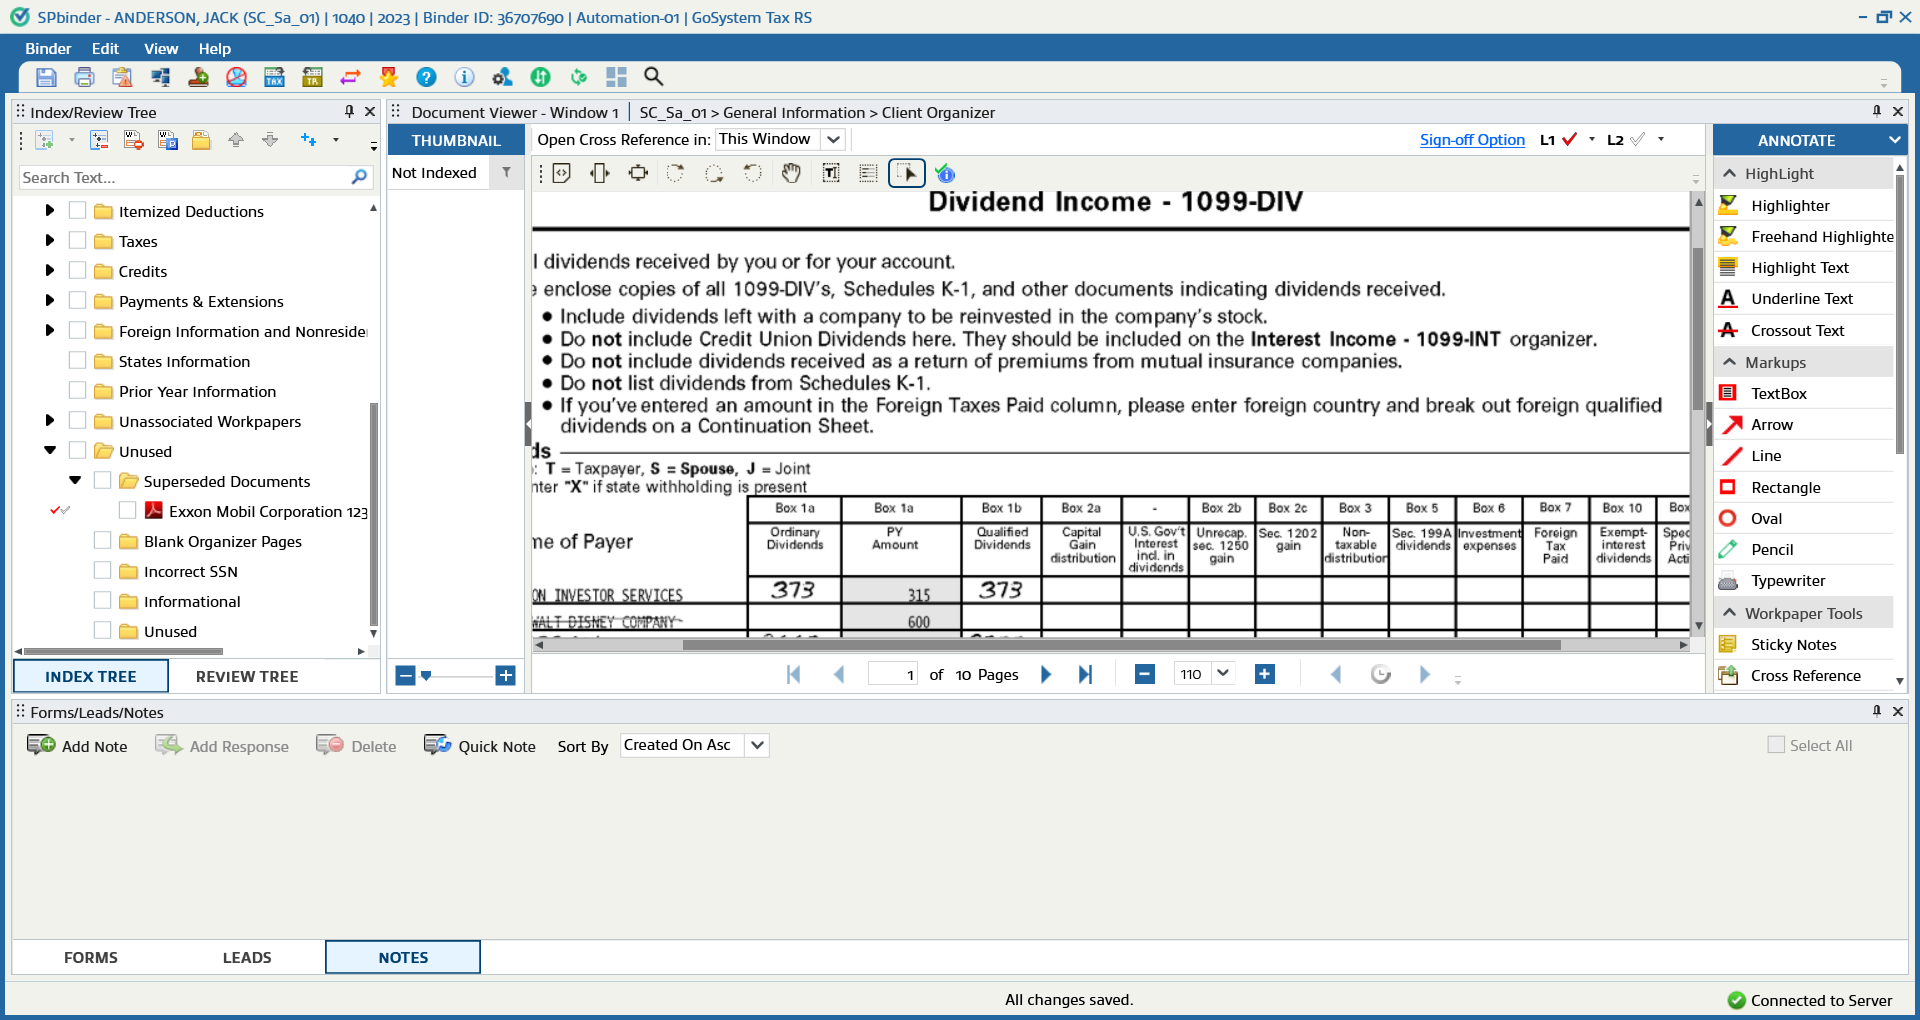 SPbinder - ANDERSON, JACK (SC_Sa_01) | 1040 | 2023 | Binder ID: 36707690 | Automation-01 | GoSystem Tax RS
Binder Edit View Help
TAX TR
Index/Review Tree
Search Text...
Itemized Deductions
Taxes
Credits
Payments & Extensions
Foreign Information and Nonreside
States Information
Prior Year Information
Unassociated Workpapers
Unused
Superseded Documents
Exxon Mobil Corporation 123
Blank Organizer Pages
Incorrect SSN
Informational
Unused
INDEX TREE REVIEW TREE
Document Viewer - Window 1 | SC_Sa_01 > General Information > Client Organizer
THUMBNAIL
Not Indexed
Open Cross Reference in: This Window
Sign-off Option L1 L2
Dividend Income - 1099-DIV
l dividends received by you or for your account.
e enclose copies of all 1099-DIV's, Schedules K-1, and other documents indicating dividends received.
● Include dividends left with a company to be reinvested in the company's stock.
● Do not include Credit Union Dividends here. They should be included on the Interest Income - 1099-INT organizer.
● Do not include dividends received as a return of premiums from mutual insurance companies.
● Do not list dividends from Schedules K-1.
● If you've entered an amount in the Foreign Taxes Paid column, please enter foreign country and break out foreign qualified
dividends on a Continuation Sheet.
ds
: T = Taxpayer, S = Spouse, J = Joint
nter "X" if state withholding is present
Box 1a Box 1a Box 1b Box 2a - Box 2b Box 2c Box 3 Box 5 Box 6 Box 7 Box 10 Box
me of Payer
Ordinary Dividends
PY Amount
Qualified Dividends
Capital Gain distribution
U.S. Gov't Interest incl. in dividends
Unrecap. sec. 1250 gain
Sec. 1202 gain
Non-taxable distribution
Sec. 199A dividends
Investment expenses
Foreign Tax Paid
Exempt-interest dividends
Spec Priv Acti
ON INVESTOR SERVICES 373 315 373
WALT DISNEY COMPANY 600
1 of 10 Pages 110
ANNOTATE
HighLight
Highlighter
Freehand Highlighte
Highlight Text
Underline Text
Crossout Text
Markups
TextBox
Arrow
Line
Rectangle
Oval
Pencil
Typewriter
Workpaper Tools
Sticky Notes
Cross Reference
Forms/Leads/Notes
Add Note Add Response Delete Quick Note Sort By Created On Asc Select All
FORMS LEADS NOTES
All changes saved.
Connected to Server